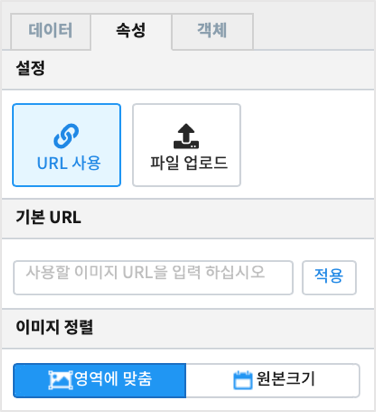 데이터 속성 객체
설정
URL 사용 파일 업로드
기본 URL
사용할 이미지 URL을 입력 하십시오 적용
이미지 정렬
영역에 맞춤 원본크기